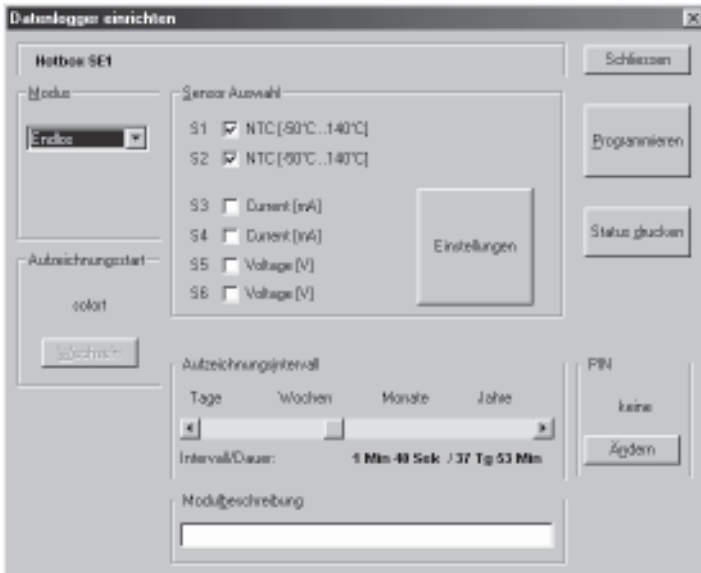 Datenlogger einrichten
Hotbox SE1
Schliessen
Modus
Endlos
Sensor Auswahl
S1 NTC [-50°C...140°C]
S2 NTC [-50°C...140°C]
S3 Current [mA]
S4 Current [mA]
S5 Voltage [V]
S6 Voltage [V]
Einstellungen
Programmieren
Status drucken
Aufzeichnungsstart
sofort
Wechseln
Aufzeichnungsintervall
Tage Wochen Monate Jahre
Intervall/Dauer: 1 Min 40 Sek / 37 Tg 53 Min
PIN
keine
Ändern
Modulbeschreibung